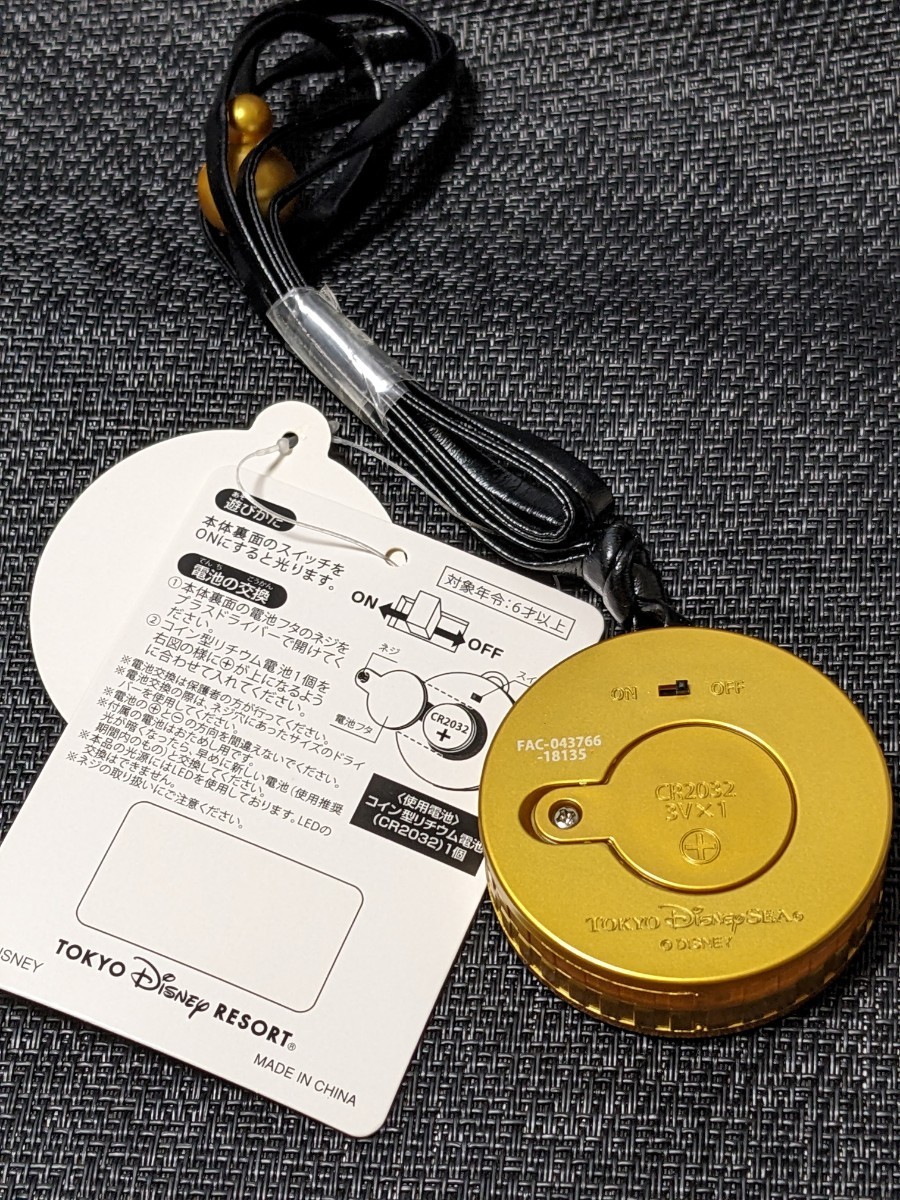 あそ
遊びかた
本体裏面のスイッチを
ONにすると光ります。
でんち こうかん
電池の交換
①本体裏面の電池フタのネジを
プラスドライバーで開けてく
ださい。
②コイン型リチウム電池1個を
右図の様に⊕が上になるよう
に合わせて入れてください。
※電池交換は保護者の方が行ってください。
※電池の交換の際は、ネジにあったサイズのドライ
バーを使用してください。
※電池の⊕と⊖の方向を間違えないでください。
※付属の電池はおためし用です。
光が暗くなったら、早めに新しい電池(使用推奨
期間内のもの)と交換してください。
※本品の光源にはLEDを使用しております。LEDの
交換はできません。
※ネジの取り扱いにご注意ください。
対象年令:6才以上
ON
OFF
ネジ
スイ
電池フタ
CR2032
+
〈使用電池〉
コイン型リチウム電池
(CR2032)1個
TOKYO Disney RESORT®
MADE IN CHINA
ISNEY
ON OFF
FAC-043766
-18135
CR2032
3V×1
TOKYO DisneySEA®
© DISNEY